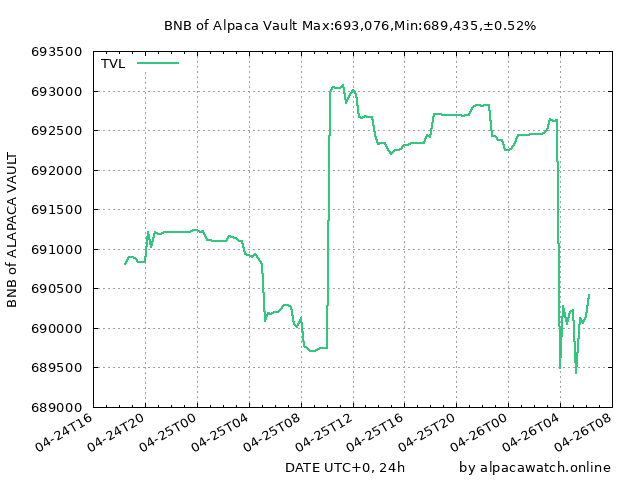 BNB of Alpaca Vault Max:693,076,Min:689,435,±0.52%
693500
TVL
693000
692500
692000
691500
691000
690500
690000
689500
689000
BNB of ALAPACA VAULT
04-24T16
04-24T20
04-25T00
04-25T04
04-25T08
04-25T12
04-25T16
04-25T20
04-26T00
04-26T04
04-26T08
DATE UTC+0, 24h
by alpacawatch.online